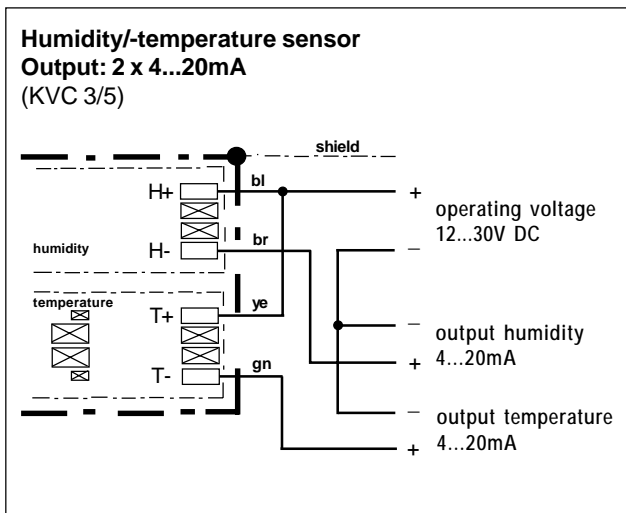 Humidity/-temperature sensor
Output: 2 x 4...20mA
(KVC 3/5)
shield
bl
H+
+
operating voltage
12...30V DC
humidity
H-
br
–
temperature
T+
ye
–
output humidity
4...20mA
+
T-
gn
–
output temperature
4...20mA
+